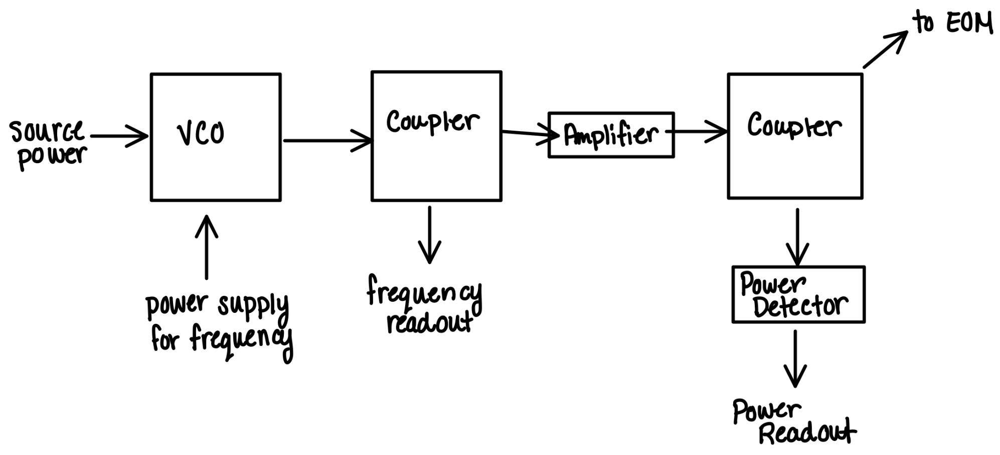 to EOM
source
power
VCO
Coupler
Amplifier
Coupler
power supply
for frequency
frequency
readout
Power
Detector
Power
Readout